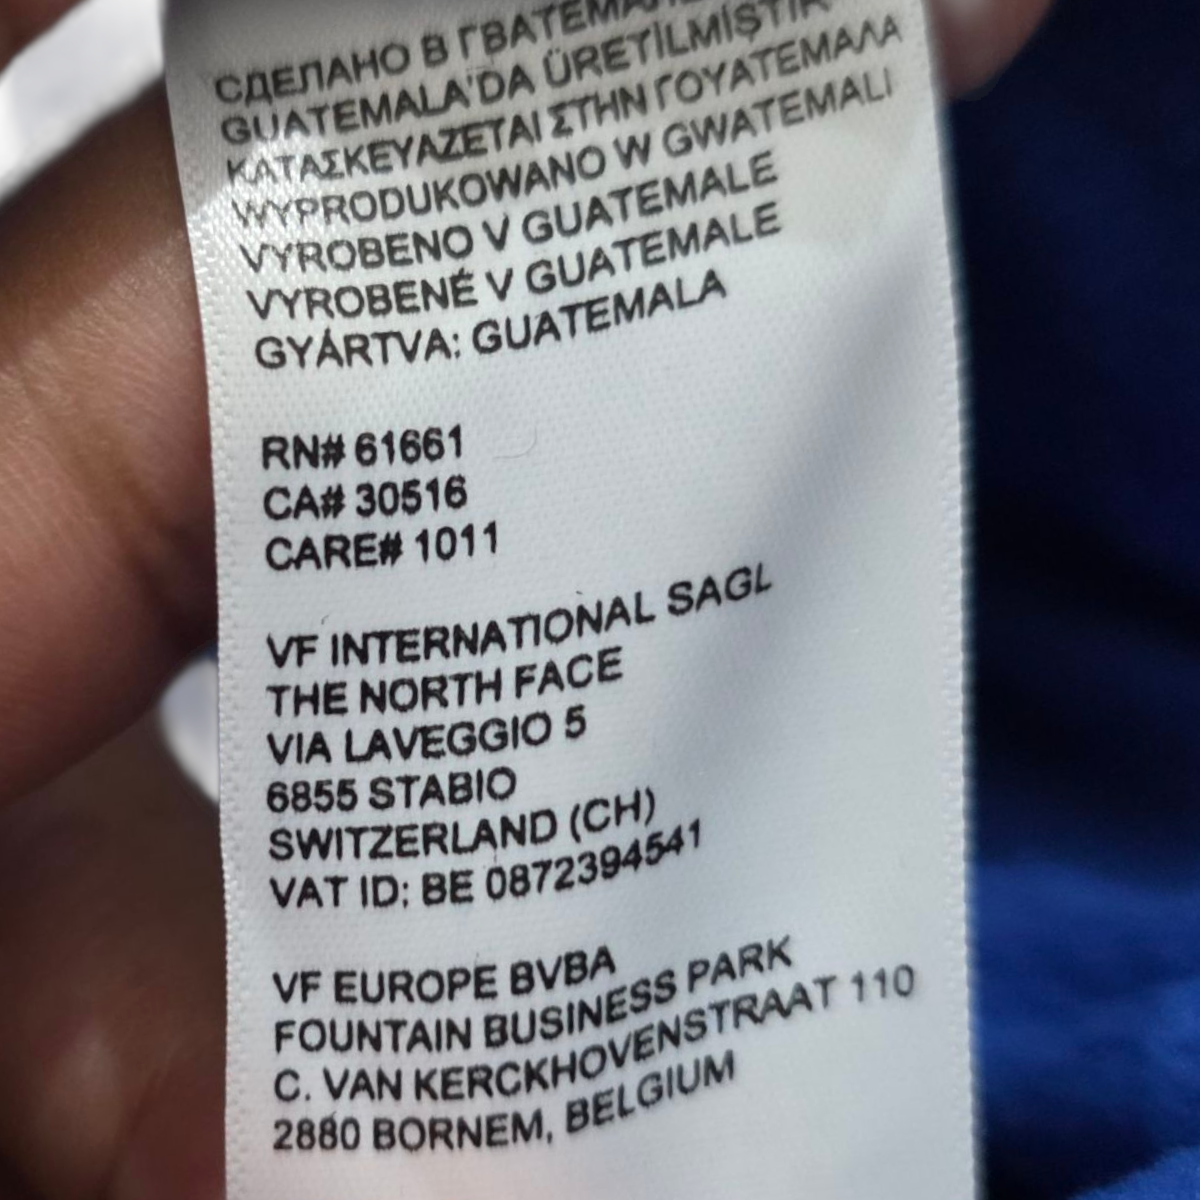 СДЕЛАНО В ГВАТЕМАЛЕ
GUATEMALA'DA ÜRETİLMİŞTİR
ΚΑΤΑΣΚΕΥΑΖΕΤΑΙ ΣΤΗΝ ΓΟΥΑΤΕΜΑΛΑ
WYPRODUKOWANO W GWATEMALI
VYROBENO V GUATEMALE
VYROBENÉ V GUATEMALE
GYÁRTVA: GUATEMALA
RN# 61661
CA# 30516
CARE# 1011
VF INTERNATIONAL SAGL
THE NORTH FACE
VIA LAVEGGIO 5
6855 STABIO
SWITZERLAND (CH)
VAT ID: BE 0872394541
VF EUROPE BVBA
FOUNTAIN BUSINESS PARK
C. VAN KERCKHOVENSTRAAT 110
2880 BORNEM, BELGIUM